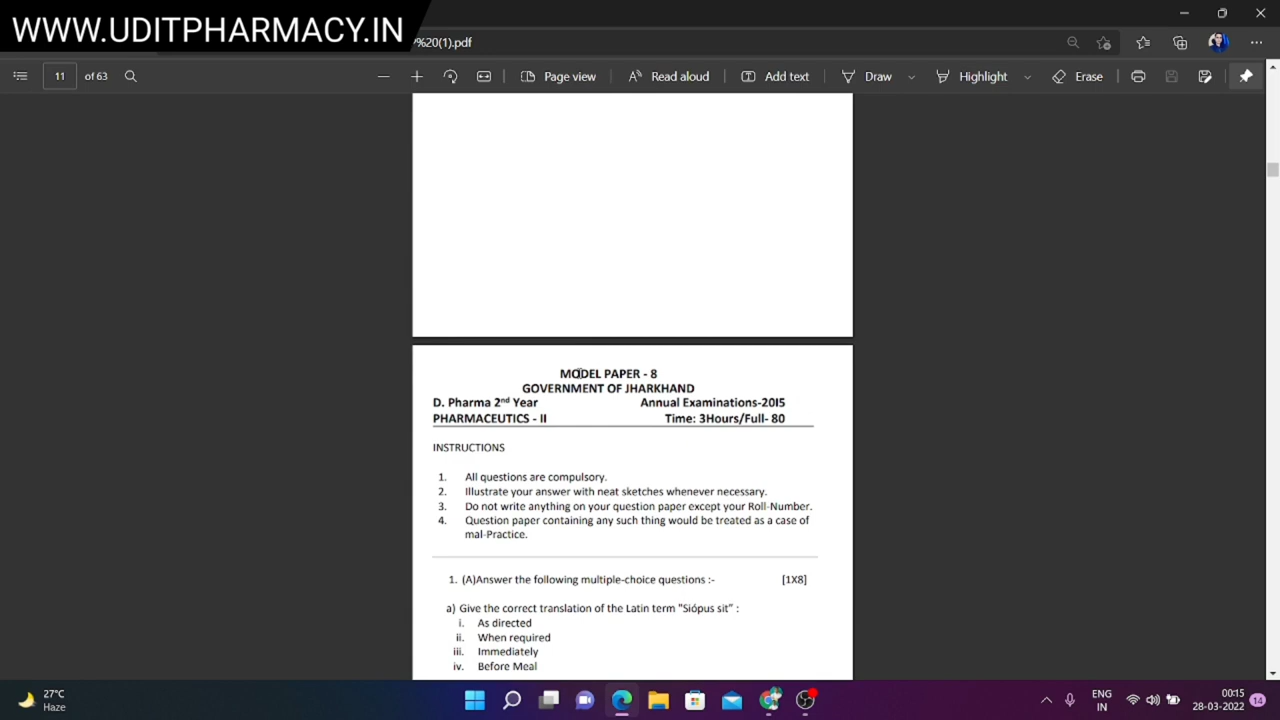 WWW.UDITPHARMACY.IN
%20(1).pdf
11 of 63
Page view
Read aloud
Add text
Draw
Highlight
Erase
MODEL PAPER - 8
GOVERNMENT OF JHARKHAND
D. Pharma 2nd Year Annual Examinations-20I5
PHARMACEUTICS - II Time: 3Hours/Full- 80
INSTRUCTIONS
1. All questions are compulsory.
2. Illustrate your answer with neat sketches whenever necessary.
3. Do not write anything on your question paper except your Roll-Number.
4. Question paper containing any such thing would be treated as a case of
mal-Practice.
1. (A)Answer the following multiple-choice questions :- [1X8]
a) Give the correct translation of the Latin term "Siópus sit" :
i. As directed
ii. When required
iii. Immediately
iv. Before Meal
27°C
Haze
ENG
IN
00:15
28-03-2022
14